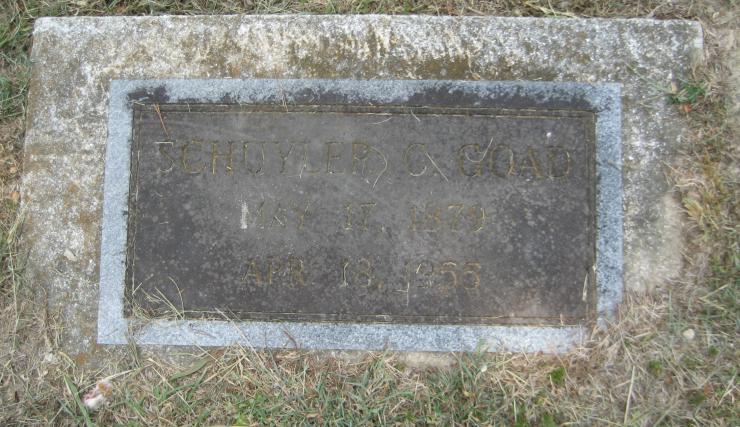 SCHUYLER C. GOAD
MAY 17, 1879
APR 18, 1955